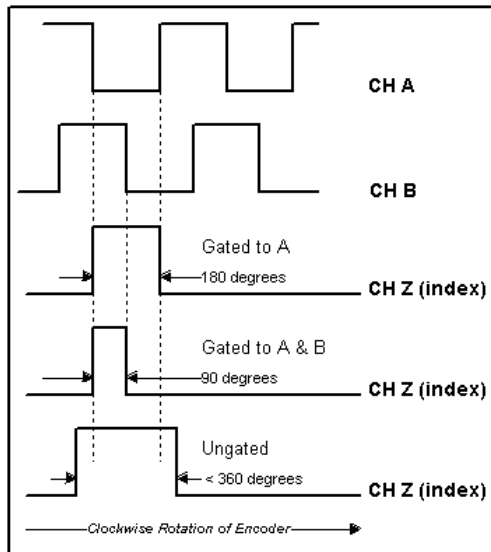 CH A
CH B
Gated to A
180 degrees
CH Z (index)
Gated to A & B
90 degrees
CH Z (index)
Ungated
< 360 degrees
CH Z (index)
Clockwise Rotation of Encoder